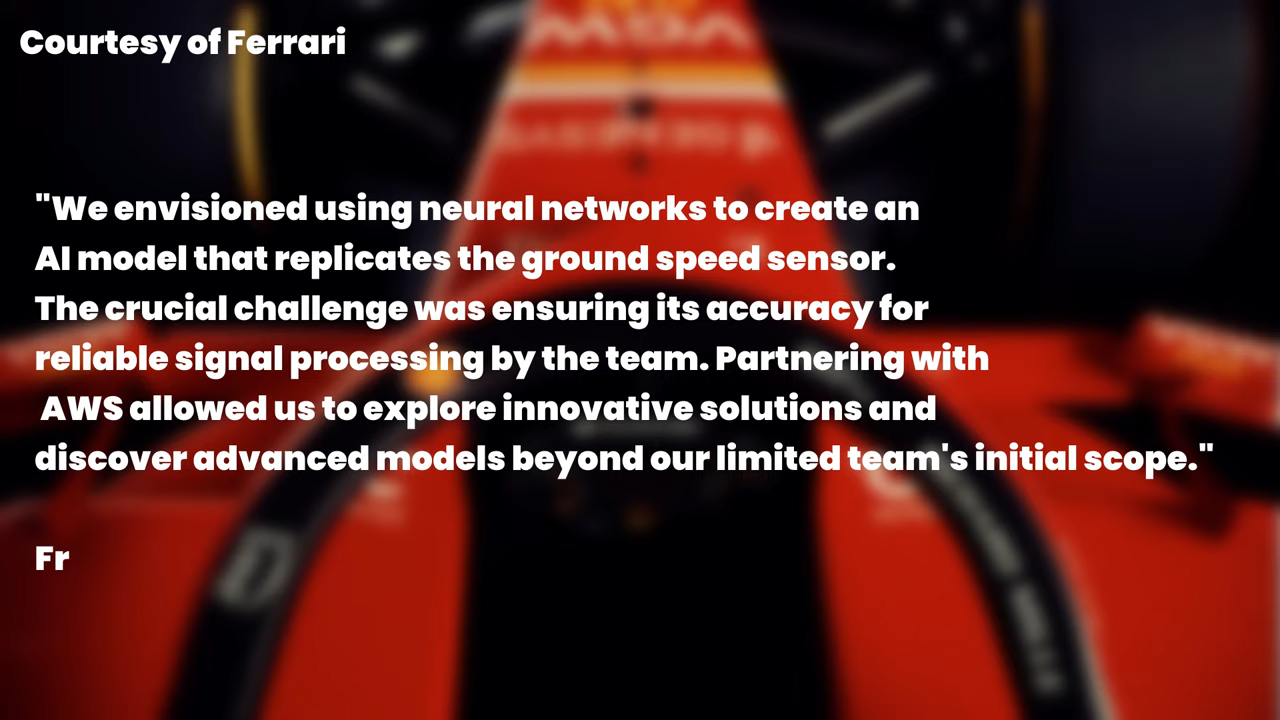 Courtesy of Ferrari
"We envisioned using neural networks to create an
AI model that replicates the ground speed sensor.
The crucial challenge was ensuring its accuracy for
reliable signal processing by the team. Partnering with
AWS allowed us to explore innovative solutions and
discover advanced models beyond our limited team's initial scope."
Fr